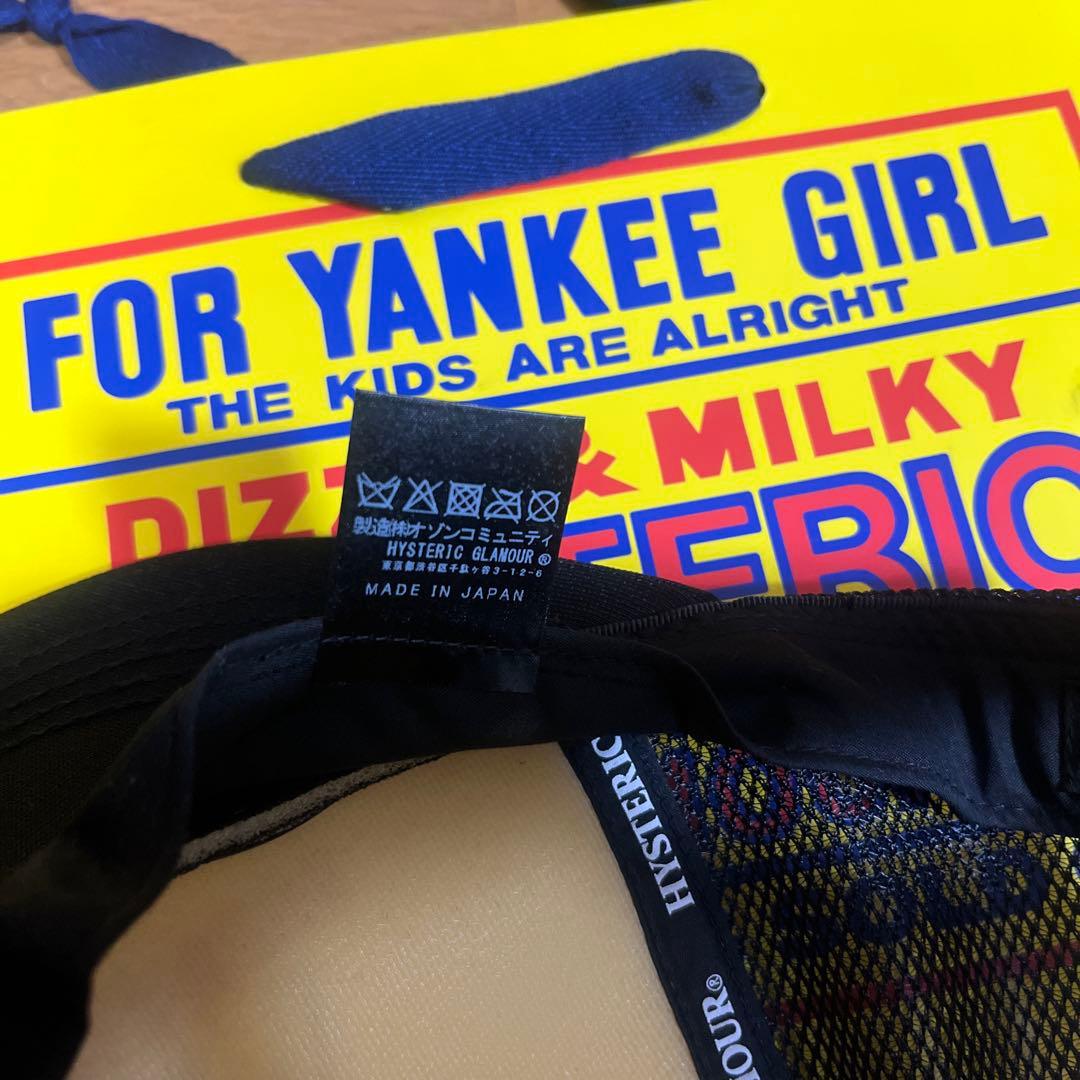 FOR YANKEE GIRL
THE KIDS ARE ALRIGHT
& MILKY
製造㈱オゾンコミュニティ
HYSTERIC GLAMOUR®
東京都渋谷区千駄ヶ谷3-12-6
MADE IN JAPAN
HYSTERIC